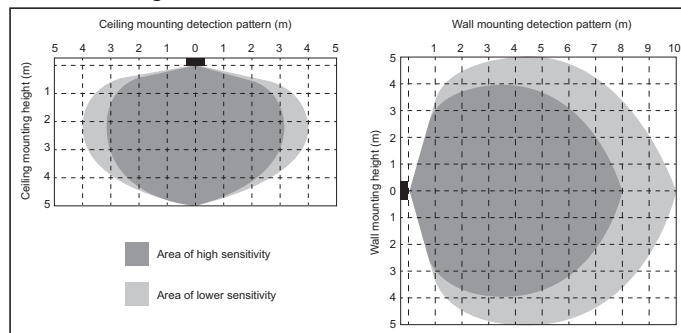 Ceiling mounting detection pattern (m)
5 4 3 2 1 0 1 2 3 4 5
Ceiling mounting height (m)
1
2
3
4
5
Area of high sensitivity
Area of lower sensitivity
Wall mounting detection pattern (m)
1 2 3 4 5 6 7 8 9 10
Wall mounting height (m)
5
4
3
2
1
0
1
2
3
4
5